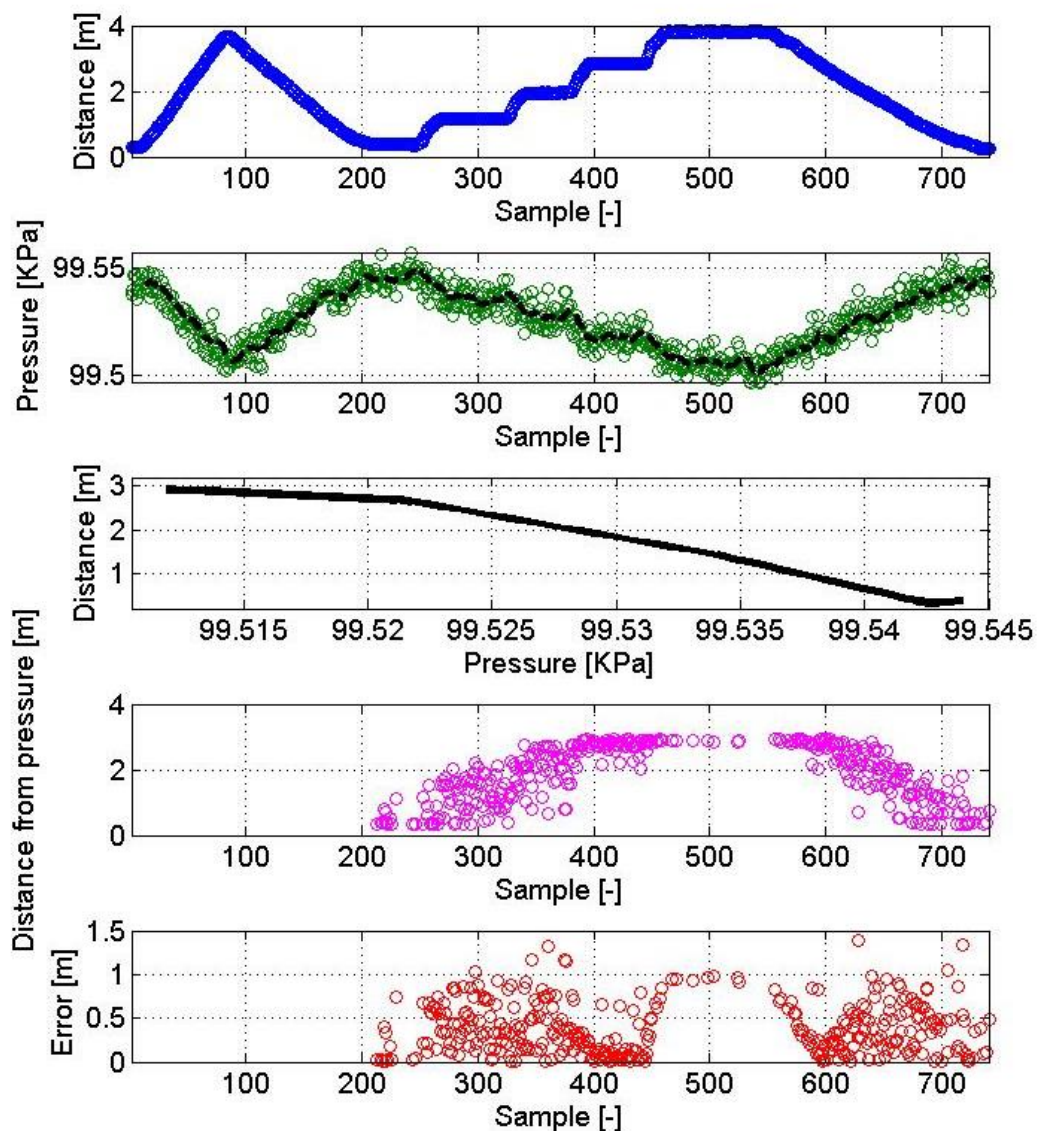 Distance [m]
4
2
0
100 200 300 400 500 600 700
Sample [-]
Pressure [KPa]
99.55
99.5
100 200 300 400 500 600 700
Sample [-]
Distance [m]
3
2
1
99.515 99.52 99.525 99.53 99.535 99.54 99.545
Pressure [KPa]
Distance from pressure [m]
4
2
0
100 200 300 400 500 600 700
Sample [-]
Error [m]
1.5
1
0.5
0
100 200 300 400 500 600 700
Sample [-]